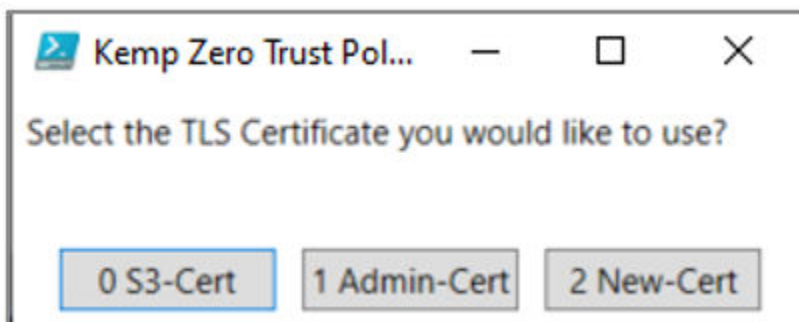 Kemp Zero Trust Pol...
Select the TLS Certificate you would like to use?
0 S3-Cert 1 Admin-Cert 2 New-Cert